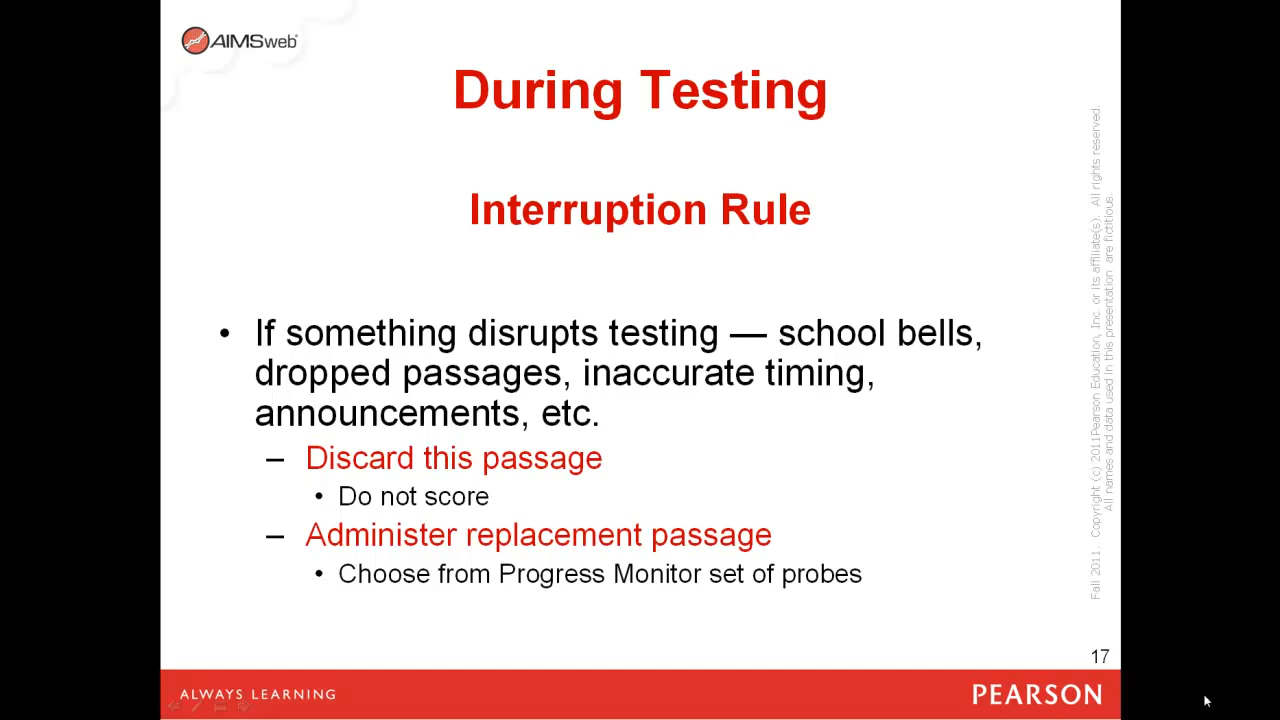 AIMSweb
During Testing
Interruption Rule
• If something disrupts testing — school bells,
dropped passages, inaccurate timing,
announcements, etc.
– Discard this passage
• Do not score
– Administer replacement passage
• Choose from Progress Monitor set of probes
Fall 2011. Copyright (c) 2011Pearson Education, Inc. or its affiliate(s). All rights reserved.
All names and data used in this presentation are fictitious.
17
ALWAYS LEARNING
PEARSON